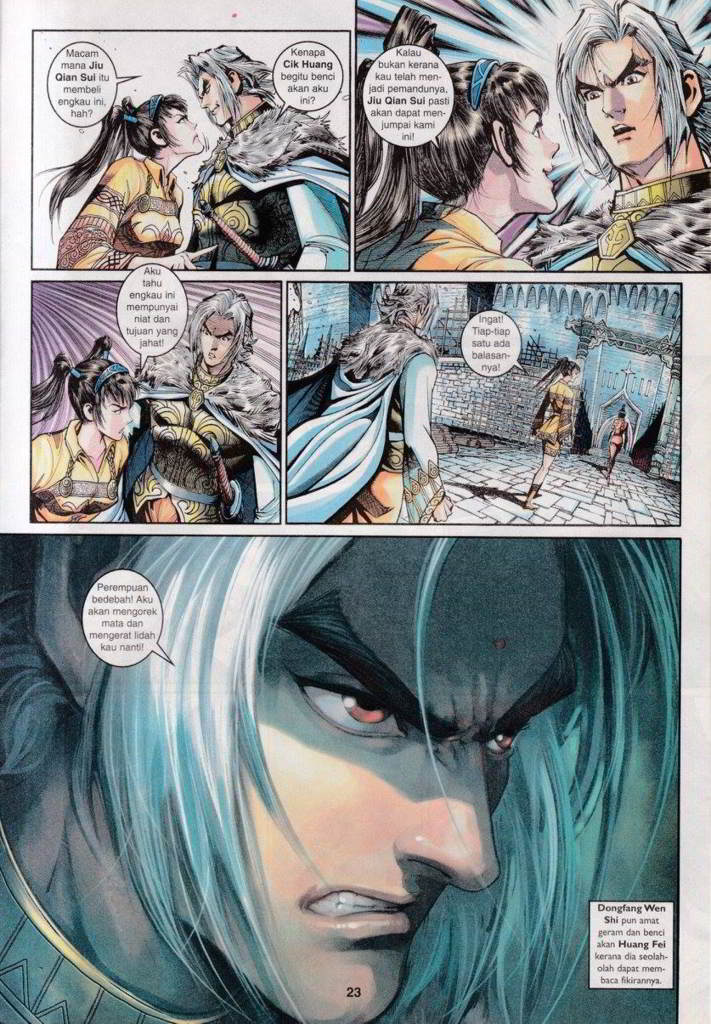 Macam
mana Jiu
Qian Sui itu
membeli
engkau ini,
hah?
Kenapa
Cik Huang
begitu benci
akan aku
ini?
Kalau
bukan kerana
kau telah men-
jadi pemandunya,
Jiu Qian Sui pasti
akan dapat men-
jumpai kami
ini!
Aku
tahu
engkau ini
mempunyai
niat dan
tujuan yang
jahat!
Ingat!
Tiap-tiap
satu ada
balasan-
nya!
Perempuan
bedebah! Aku
akan mengorek
mata dan
mengerat lidah
kau nanti!
Dongfang Wen
Shi pun amat
geram dan benci
akan Huang Fei
kerana dia seolah-
olah dapat mem-
baca fikirannya.
23